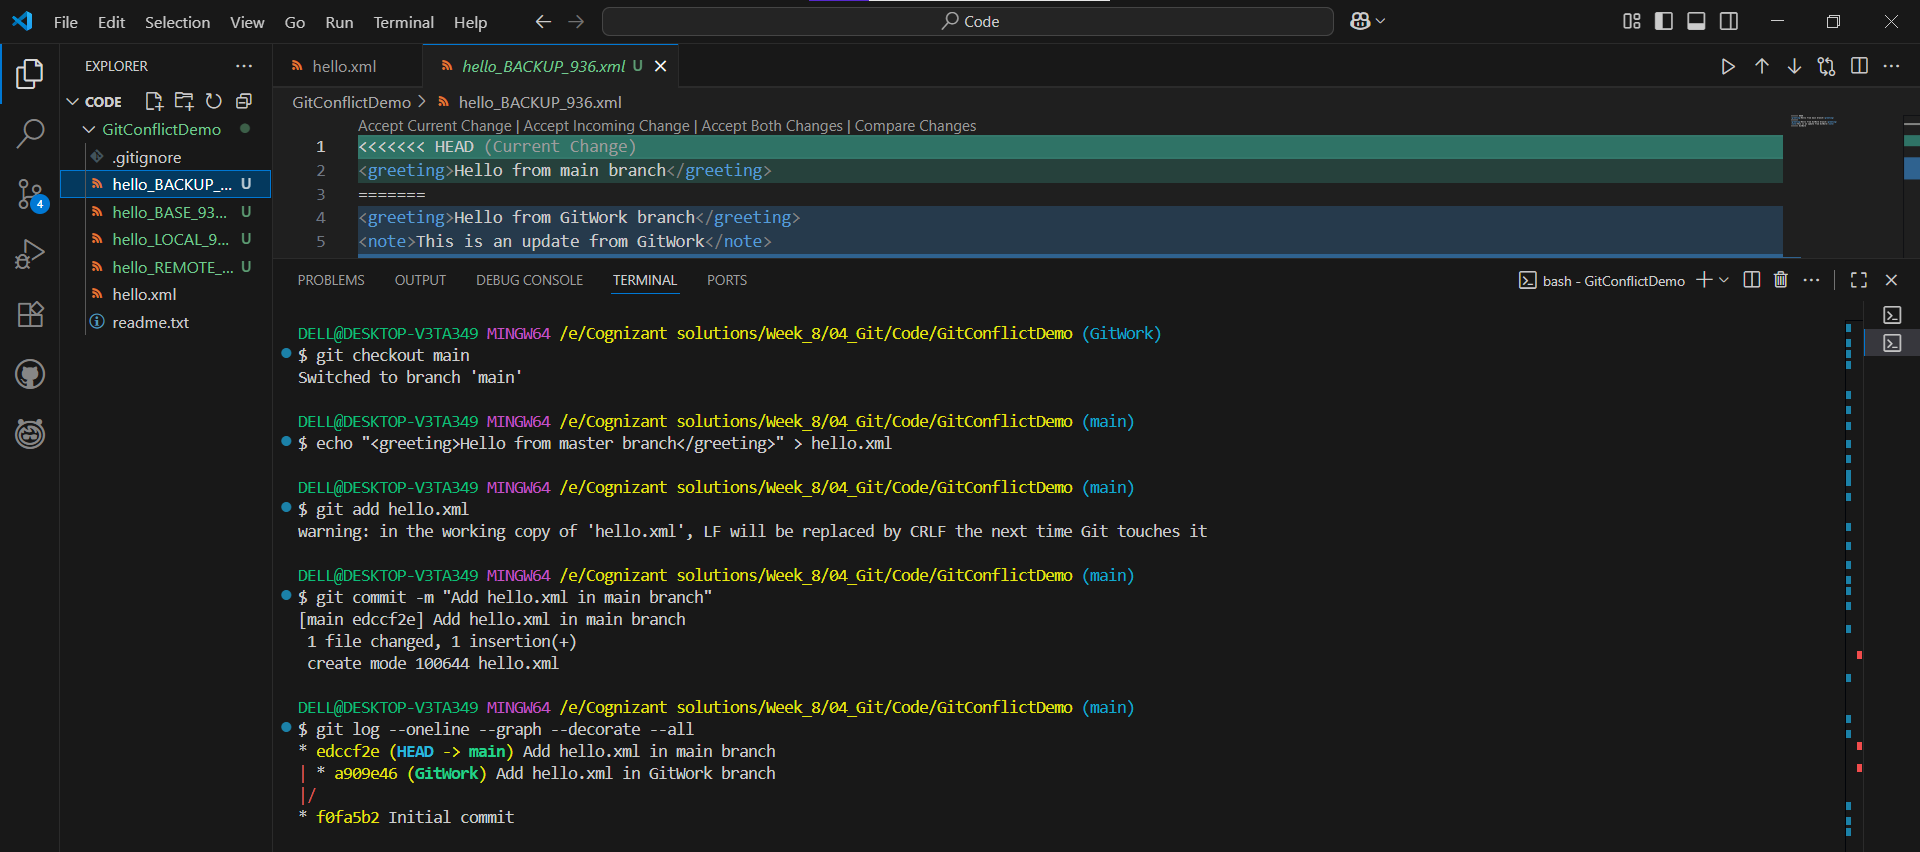 File Edit Selection View Go Run Terminal Help
Code
EXPLORER
CODE
GitConflictDemo
.gitignore
hello_BACKUP_... U
hello_BASE_93... U
hello_LOCAL_9... U
hello_REMOTE_... U
hello.xml
readme.txt
4
hello.xml
hello_BACKUP_936.xml U
GitConflictDemo > hello_BACKUP_936.xml
Accept Current Change | Accept Incoming Change | Accept Both Changes | Compare Changes
1 <<<<<<< HEAD (Current Change)
2 <greeting>Hello from main branch</greeting>
3 =======
4 <greeting>Hello from GitWork branch</greeting>
5 <note>This is an update from GitWork</note>
PROBLEMS OUTPUT DEBUG CONSOLE TERMINAL PORTS
bash - GitConflictDemo
DELL@DESKTOP-V3TA349 MINGW64 /e/Cognizant solutions/Week_8/04_Git/Code/GitConflictDemo (GitWork)
$ git checkout main
Switched to branch 'main'
DELL@DESKTOP-V3TA349 MINGW64 /e/Cognizant solutions/Week_8/04_Git/Code/GitConflictDemo (main)
$ echo "<greeting>Hello from master branch</greeting>" > hello.xml
DELL@DESKTOP-V3TA349 MINGW64 /e/Cognizant solutions/Week_8/04_Git/Code/GitConflictDemo (main)
$ git add hello.xml
warning: in the working copy of 'hello.xml', LF will be replaced by CRLF the next time Git touches it
DELL@DESKTOP-V3TA349 MINGW64 /e/Cognizant solutions/Week_8/04_Git/Code/GitConflictDemo (main)
$ git commit -m "Add hello.xml in main branch"
[main edccf2e] Add hello.xml in main branch
1 file changed, 1 insertion(+)
create mode 100644 hello.xml
DELL@DESKTOP-V3TA349 MINGW64 /e/Cognizant solutions/Week_8/04_Git/Code/GitConflictDemo (main)
$ git log --oneline --graph --decorate --all
* edccf2e (HEAD -> main) Add hello.xml in main branch
| * a909e46 (GitWork) Add hello.xml in GitWork branch
|/
* f0fa5b2 Initial commit